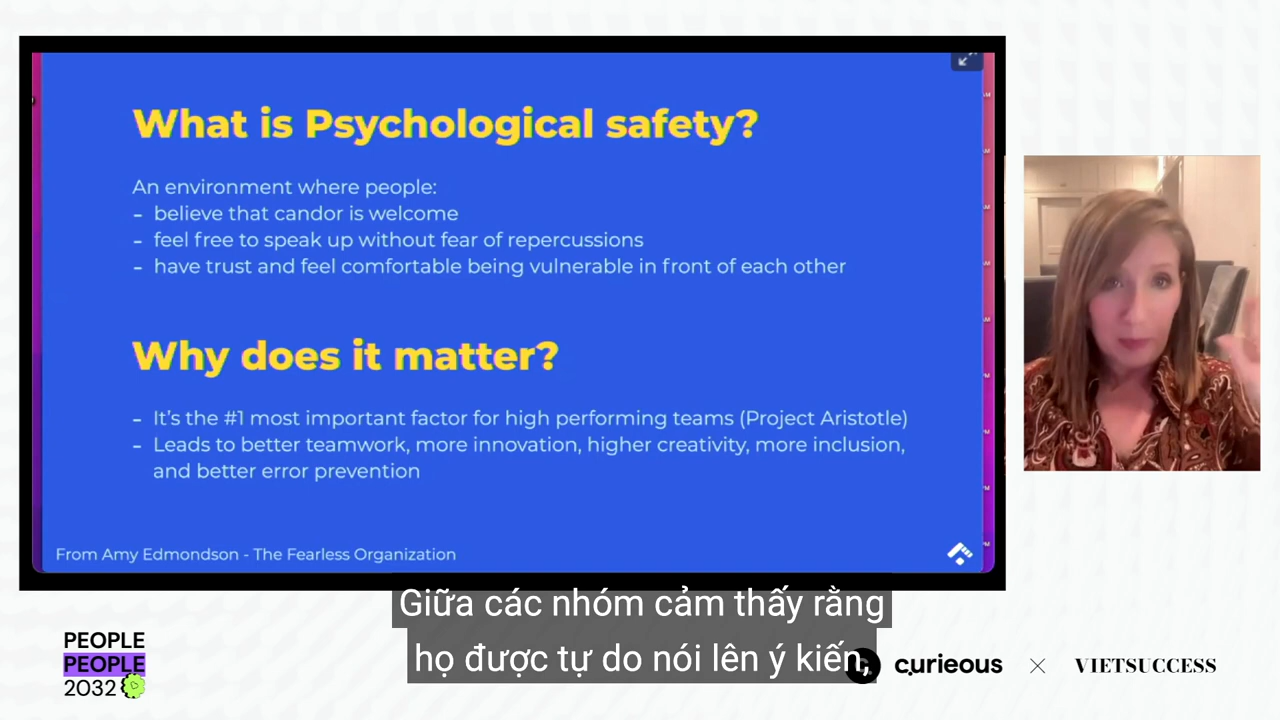 What is Psychological safety?
An environment where people:
- believe that candor is welcome
- feel free to speak up without fear of repercussions
- have trust and feel comfortable being vulnerable in front of each other
Why does it matter?
- It's the #1 most important factor for high performing teams (Project Aristotle)
- Leads to better teamwork, more innovation, higher creativity, more inclusion,
and better error prevention
From Amy Edmondson - The Fearless Organization
Giữa các nhóm cảm thấy rằng
họ được tự do nói lên ý kiến,
PEOPLE
PEOPLE
2032
curieous
VIETSUCCESS